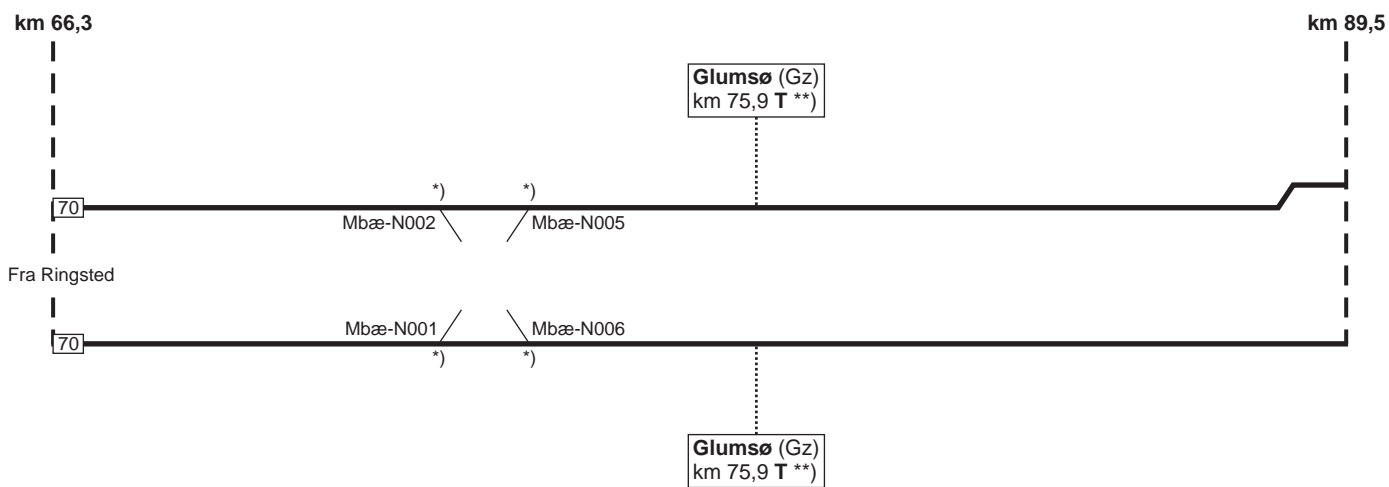 km 66,3
km 89,5
Glumsø (Gz)
km 75,9 T **)
*)
*)
70
Mbæ-N002
Mbæ-N005
Fra Ringsted
Mbæ-N001
Mbæ-N006
70
*)
*)
Glumsø (Gz)
km 75,9 T **)